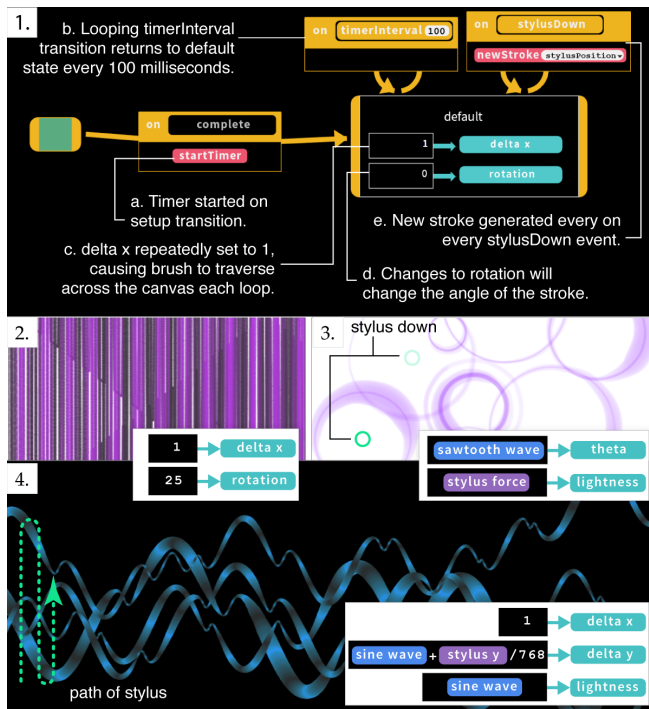 1.
b. Looping timerInterval
transition returns to default
state every 100 milliseconds.
on timerInterval 100
on stylusDown
newStroke stylusPosition
on complete
startTimer
default
1 delta x
0 rotation
a. Timer started on
setup transition.
c. delta x repeatedly set to 1,
causing brush to traverse
across the canvas each loop.
d. Changes to rotation will
change the angle of the stroke.
e. New stroke generated every on
every stylusDown event.
2.
1 delta x
25 rotation
3.
stylus down
sawtooth wave theta
stylus force lightness
4.
path of stylus
1 delta x
sine wave + stylus y /768 delta y
sine wave lightness